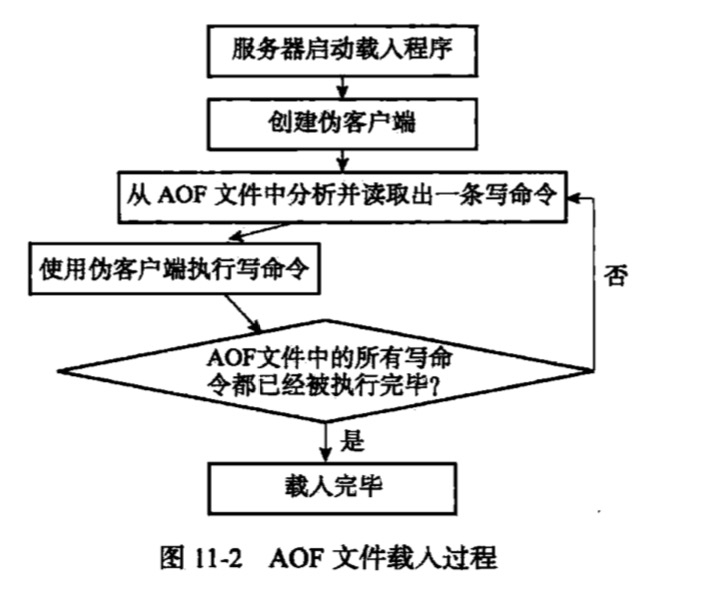 服务器启动载入程序
创建伪客户端
从 AOF 文件中分析并读取出一条写命令
使用伪客户端执行写命令
否
AOF文件中的所有写命
令都已经被执行完毕?
是
载入完毕
图 11-2 AOF 文件载入过程